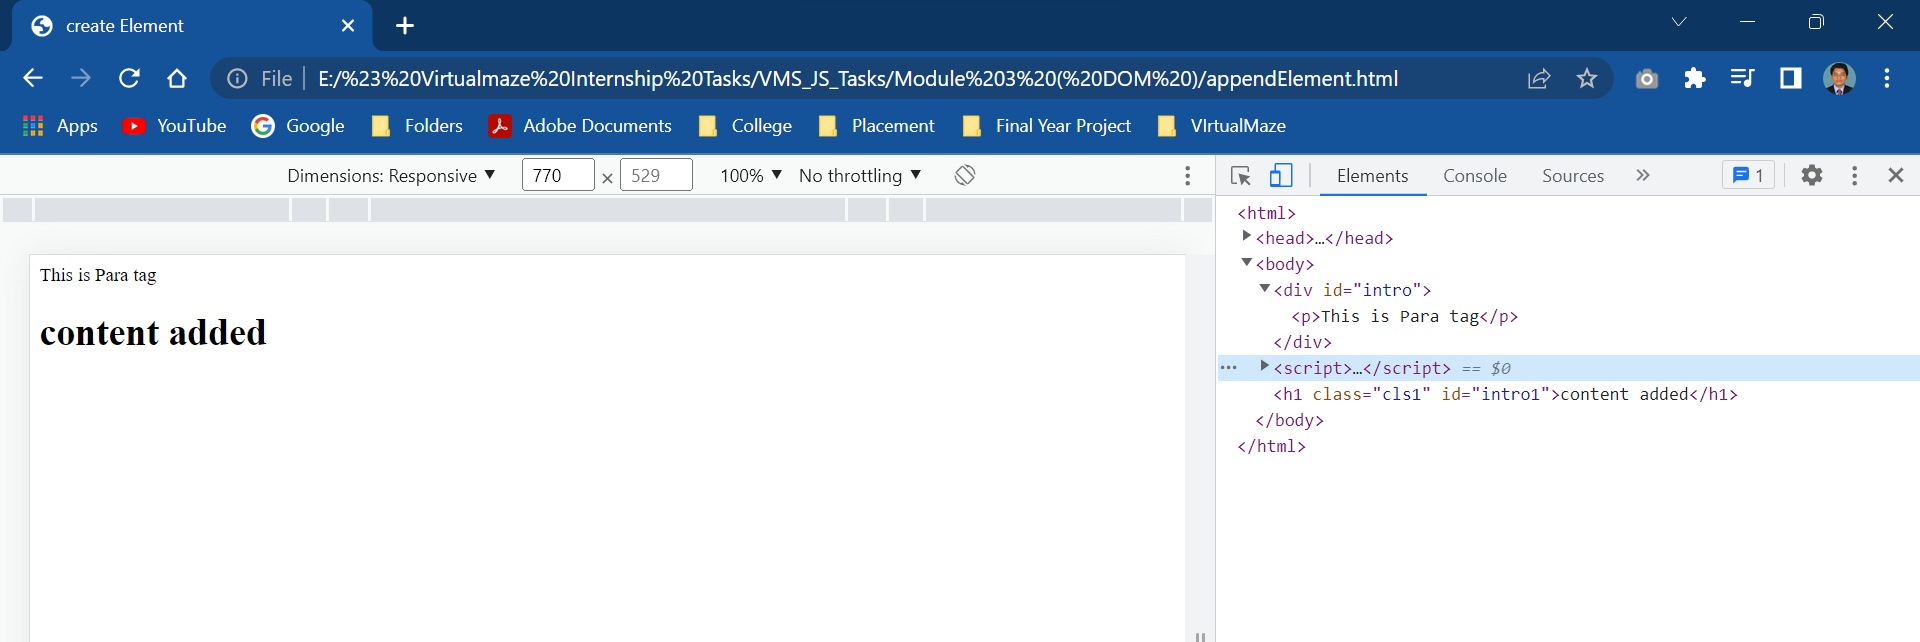 create Element
File E:/%23%20Virtualmaze%20Internship%20Tasks/VMS_JS_Tasks/Module%203%20(%20DOM%20)/appendElement.html
Apps YouTube Google Folders Adobe Documents College Placement Final Year Project VIrtualMaze
Dimensions: Responsive ▼ 770 × 529 100% ▼ No throttling ▼
Elements Console Sources » 1
This is Para tag
content added
<html>
<head>…</head>
<body>
<div id="intro">
<p>This is Para tag</p>
</div>
<script>…</script> == $0
<h1 class="cls1" id="intro1">content added</h1>
</body>
</html>